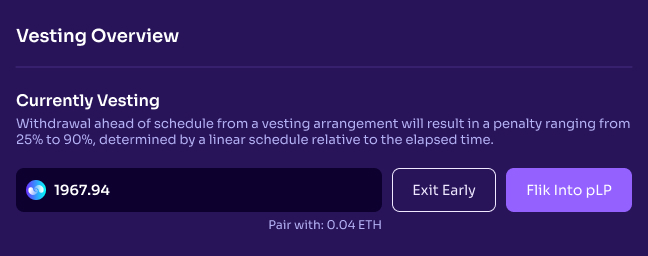 Vesting Overview
Currently Vesting
Withdrawal ahead of schedule from a vesting arrangement will result in a penalty ranging from
25% to 90%, determined by a linear schedule relative to the elapsed time.
1967.94
Exit Early
Flik Into pLP
Pair with: 0.04 ETH